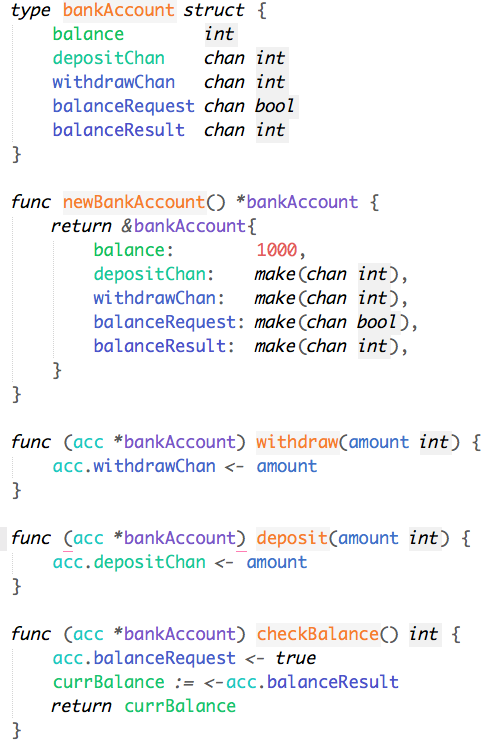 type bankAccount struct {
    balance        int
    depositChan    chan int
    withdrawChan   chan int
    balanceRequest chan bool
    balanceResult  chan int
}

func newBankAccount() *bankAccount {
    return &bankAccount{
        balance:        1000,
        depositChan:    make(chan int),
        withdrawChan:   make(chan int),
        balanceRequest: make(chan bool),
        balanceResult:  make(chan int),
    }
}

func (acc *bankAccount) withdraw(amount int) {
    acc.withdrawChan <- amount
}

func (acc *bankAccount) deposit(amount int) {
    acc.depositChan <- amount
}

func (acc *bankAccount) checkBalance() int {
    acc.balanceRequest <- true
    currBalance := <-acc.balanceResult
    return currBalance
}